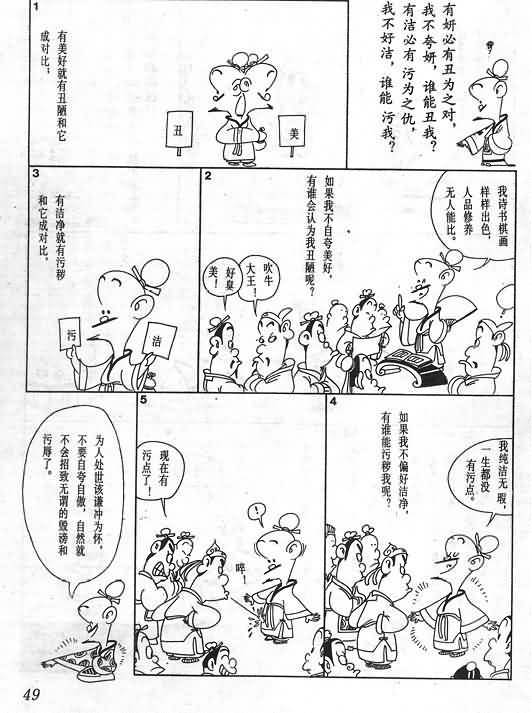 有妍必有丑为之对,
我不夸妍,谁能丑我?
有洁必有污为之仇,
我不好洁,谁能污我?
?
1
有美好就有丑陋和它
成对比;
美
丑
2
我诗书棋画
样样出色,
人品修养
无人能比。
如果我不自夸美好,
有谁会认为我丑陋呢?
吹牛
大王!
好臭
美!
3
有洁净就有污秽
和它成对比。
洁
污
4
我纯洁无瑕,
一生都没
有污点。
如果我不偏好洁净,
有谁能污秽我呢?
5
!
啐!
现在有
污点了!
为人处世该谦冲为怀,
不要自夸自傲,自然就
不会招致无谓的毁谤和
污辱了。
49